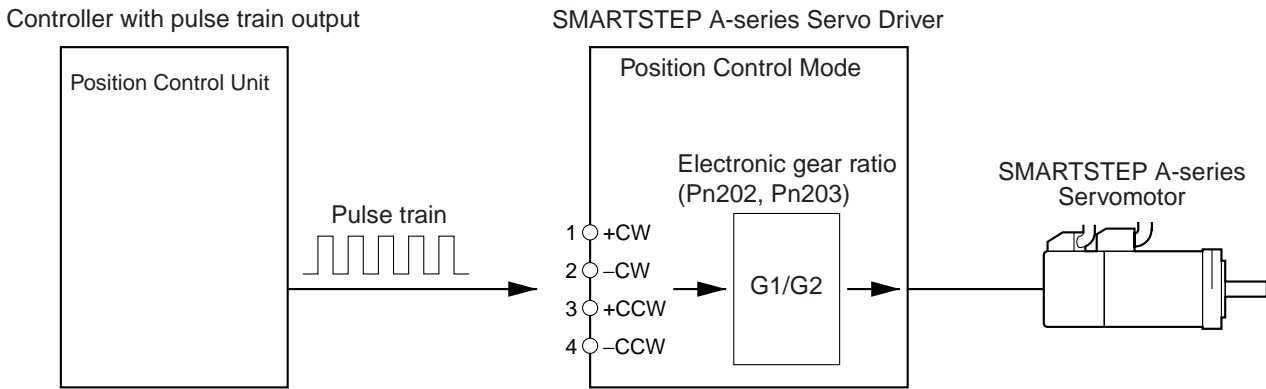 Controller with pulse train output
SMARTSTEP A-series Servo Driver
Position Control Unit
Position Control Mode
Electronic gear ratio
(Pn202, Pn203)
SMARTSTEP A-series
Servomotor
Pulse train
1 +CW
2 –CW
3 +CCW
4 –CCW
G1/G2